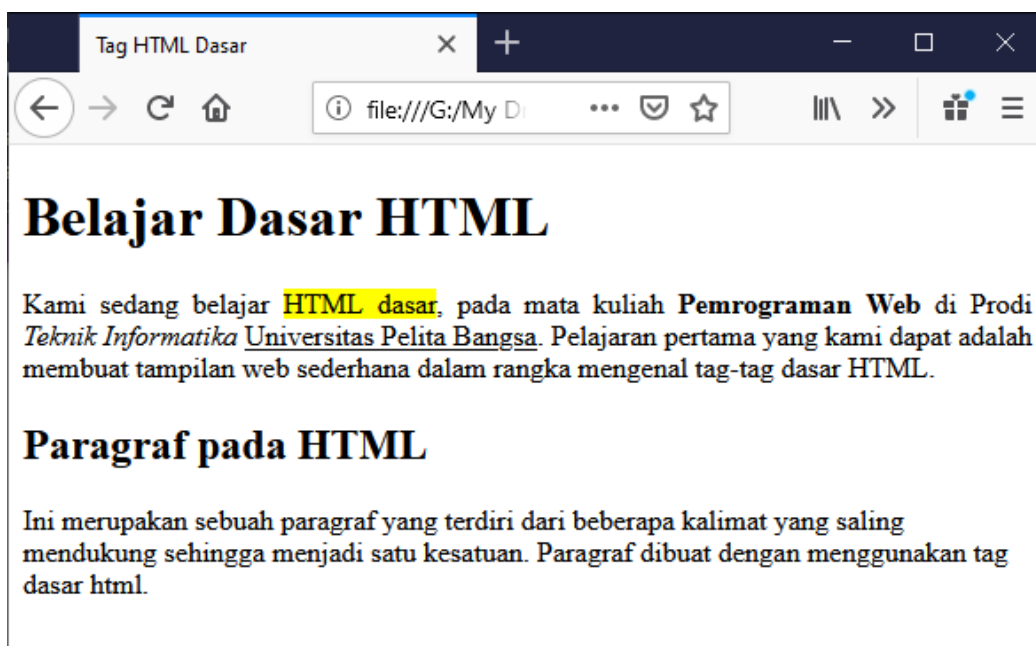 Tag HTML Dasar
file:///G:/My
Belajar Dasar HTML
Kami sedang belajar HTML dasar, pada mata kuliah Pemrograman Web di Prodi
Teknik Informatika Universitas Pelita Bangsa. Pelajaran pertama yang kami dapat adalah
membuat tampilan web sederhana dalam rangka mengenal tag-tag dasar HTML.
Paragraf pada HTML
Ini merupakan sebuah paragraf yang terdiri dari beberapa kalimat yang saling
mendukung sehingga menjadi satu kesatuan. Paragraf dibuat dengan menggunakan tag
dasar html.